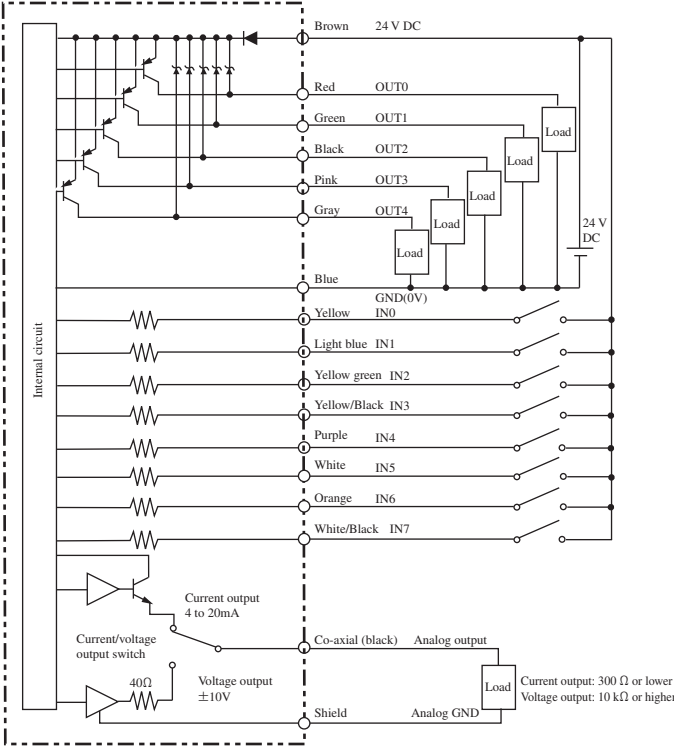 Brown 24 V DC
Red OUT0
Green OUT1
Load
Black OUT2
Load
Pink OUT3
Load
Gray OUT4
Load
24 V
DC
Load
Blue
GND(0V)
Yellow IN0
Light blue IN1
Internal circuit
Yellow green IN2
Yellow/Black IN3
Purple IN4
White IN5
Orange IN6
White/Black IN7
Current output
4 to 20mA
Current/voltage
output switch
Co-axial (black) Analog output
40Ω
Voltage output
±10V
Load
Current output: 300 Ω or lower
Voltage output: 10 kΩ or higher
Shield Analog GND